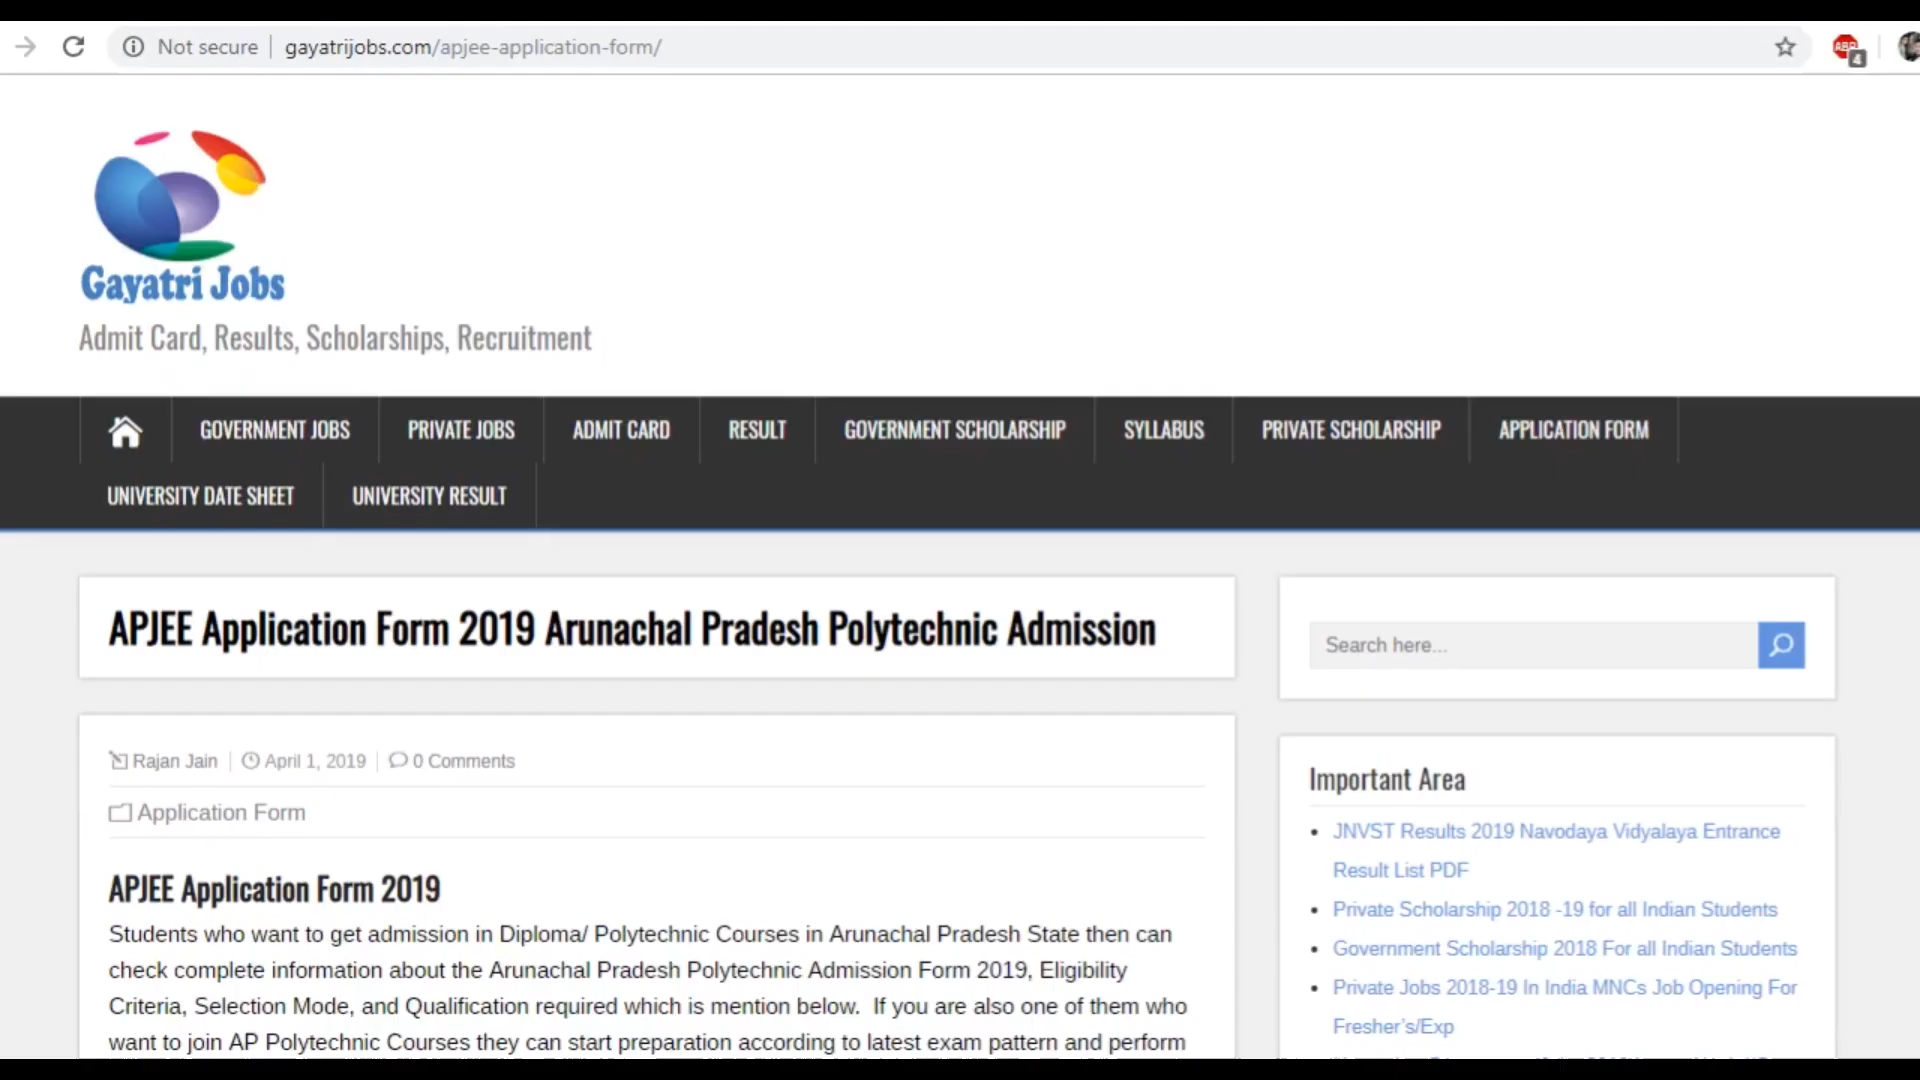 Not secure | gayatrijobs.com/apjee-application-form/
ABP
4
Gayatri Jobs
Admit Card, Results, Scholarships, Recruitment
GOVERNMENT JOBS PRIVATE JOBS ADMIT CARD RESULT GOVERNMENT SCHOLARSHIP SYLLABUS PRIVATE SCHOLARSHIP APPLICATION FORM
UNIVERSITY DATE SHEET UNIVERSITY RESULT
APJEE Application Form 2019 Arunachal Pradesh Polytechnic Admission
Rajan Jain | April 1, 2019 | 0 Comments
Application Form
APJEE Application Form 2019
Students who want to get admission in Diploma/ Polytechnic Courses in Arunachal Pradesh State then can
check complete information about the Arunachal Pradesh Polytechnic Admission Form 2019, Eligibility
Criteria, Selection Mode, and Qualification required which is mention below.  If you are also one of them who
want to join AP Polytechnic Courses they can start preparation according to latest exam pattern and perform
Search here...
Important Area
JNVST Results 2019 Navodaya Vidyalaya Entrance
Result List PDF
Private Scholarship 2018 -19 for all Indian Students
Government Scholarship 2018 For all Indian Students
Private Jobs 2018-19 In India MNCs Job Opening For
Fresher's/Exp